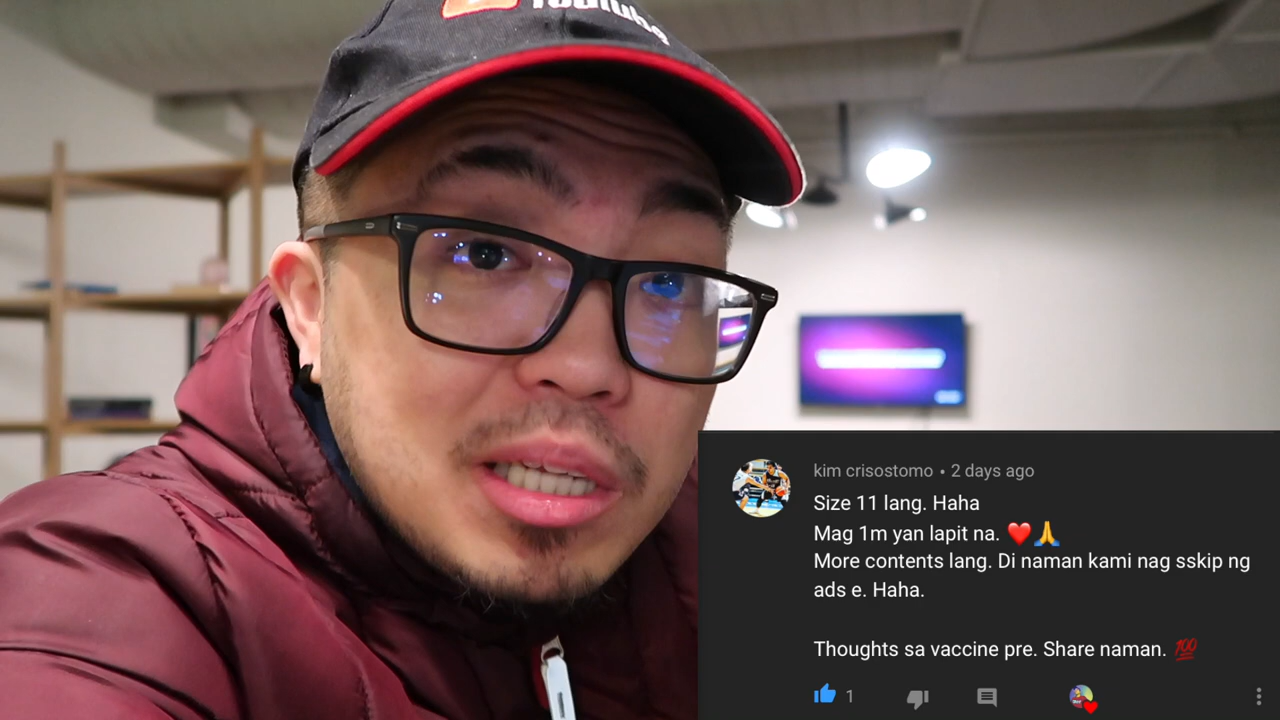 YouTube
kim crisostomo • 2 days ago
Size 11 lang. Haha
Mag 1m yan lapit na. ❤️🙏
More contents lang. Di naman kami nag sskip ng
ads e. Haha.
Thoughts sa vaccine pre. Share naman. 💯
1